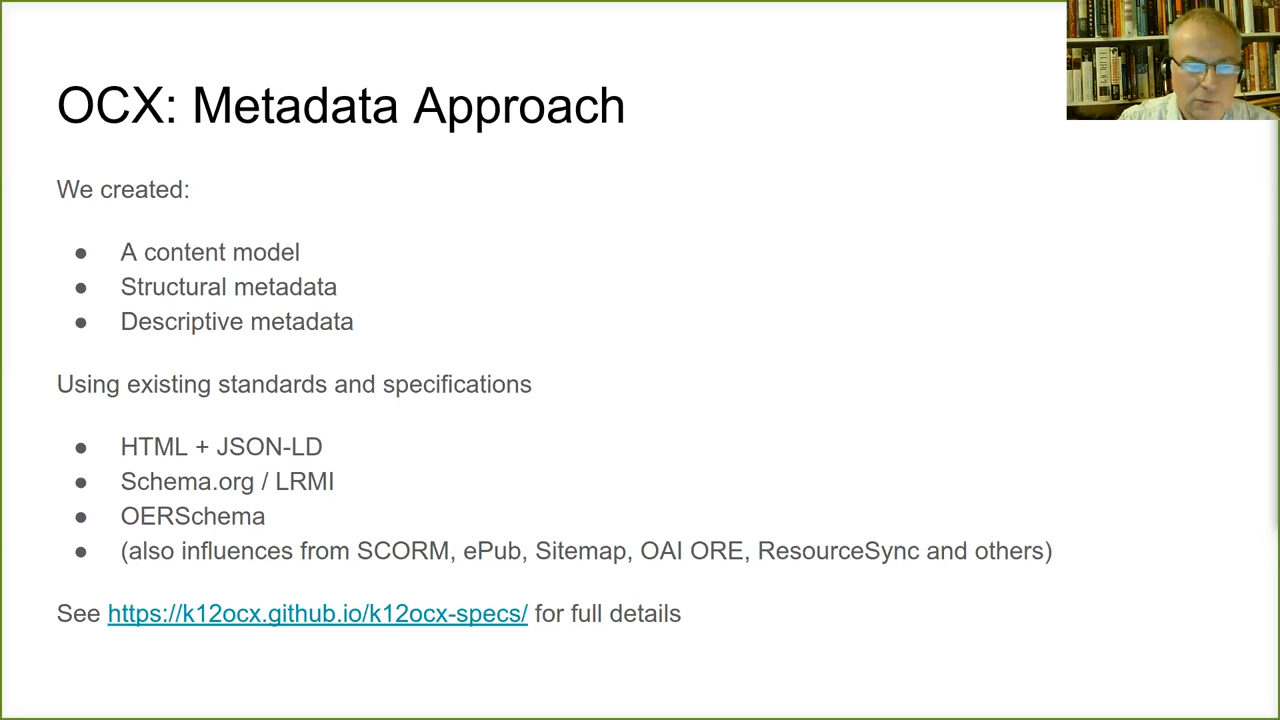 OCX: Metadata Approach
We created:
● A content model
● Structural metadata
● Descriptive metadata
Using existing standards and specifications
● HTML + JSON-LD
● Schema.org / LRMI
● OERSchema
● (also influences from SCORM, ePub, Sitemap, OAI ORE, ResourceSync and others)
See https://k12ocx.github.io/k12ocx-specs/ for full details